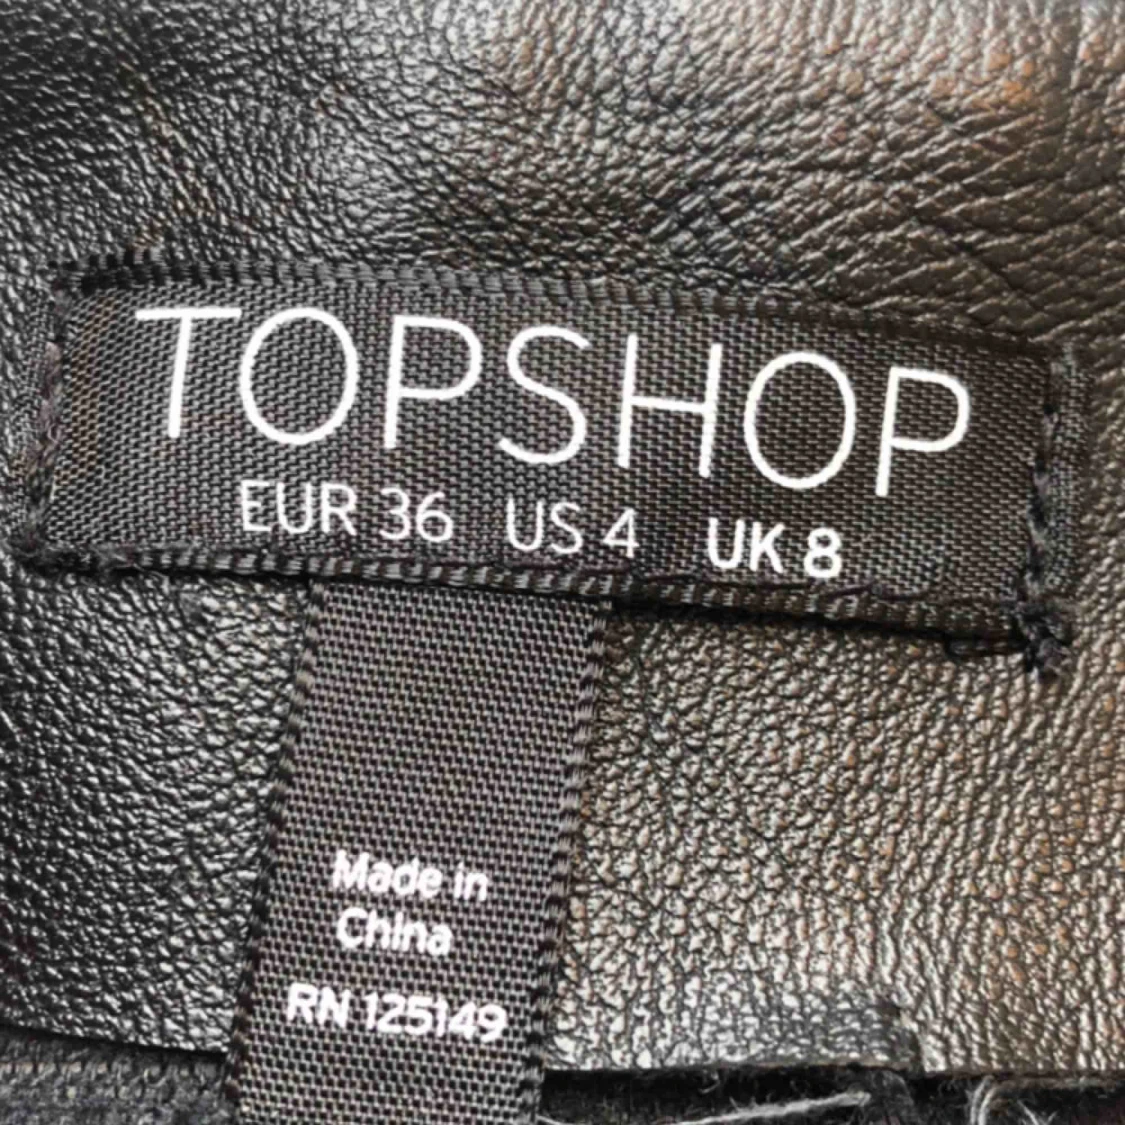 TOPSHOP
EUR 36 US 4 UK 8
Made in
China
RN 125149